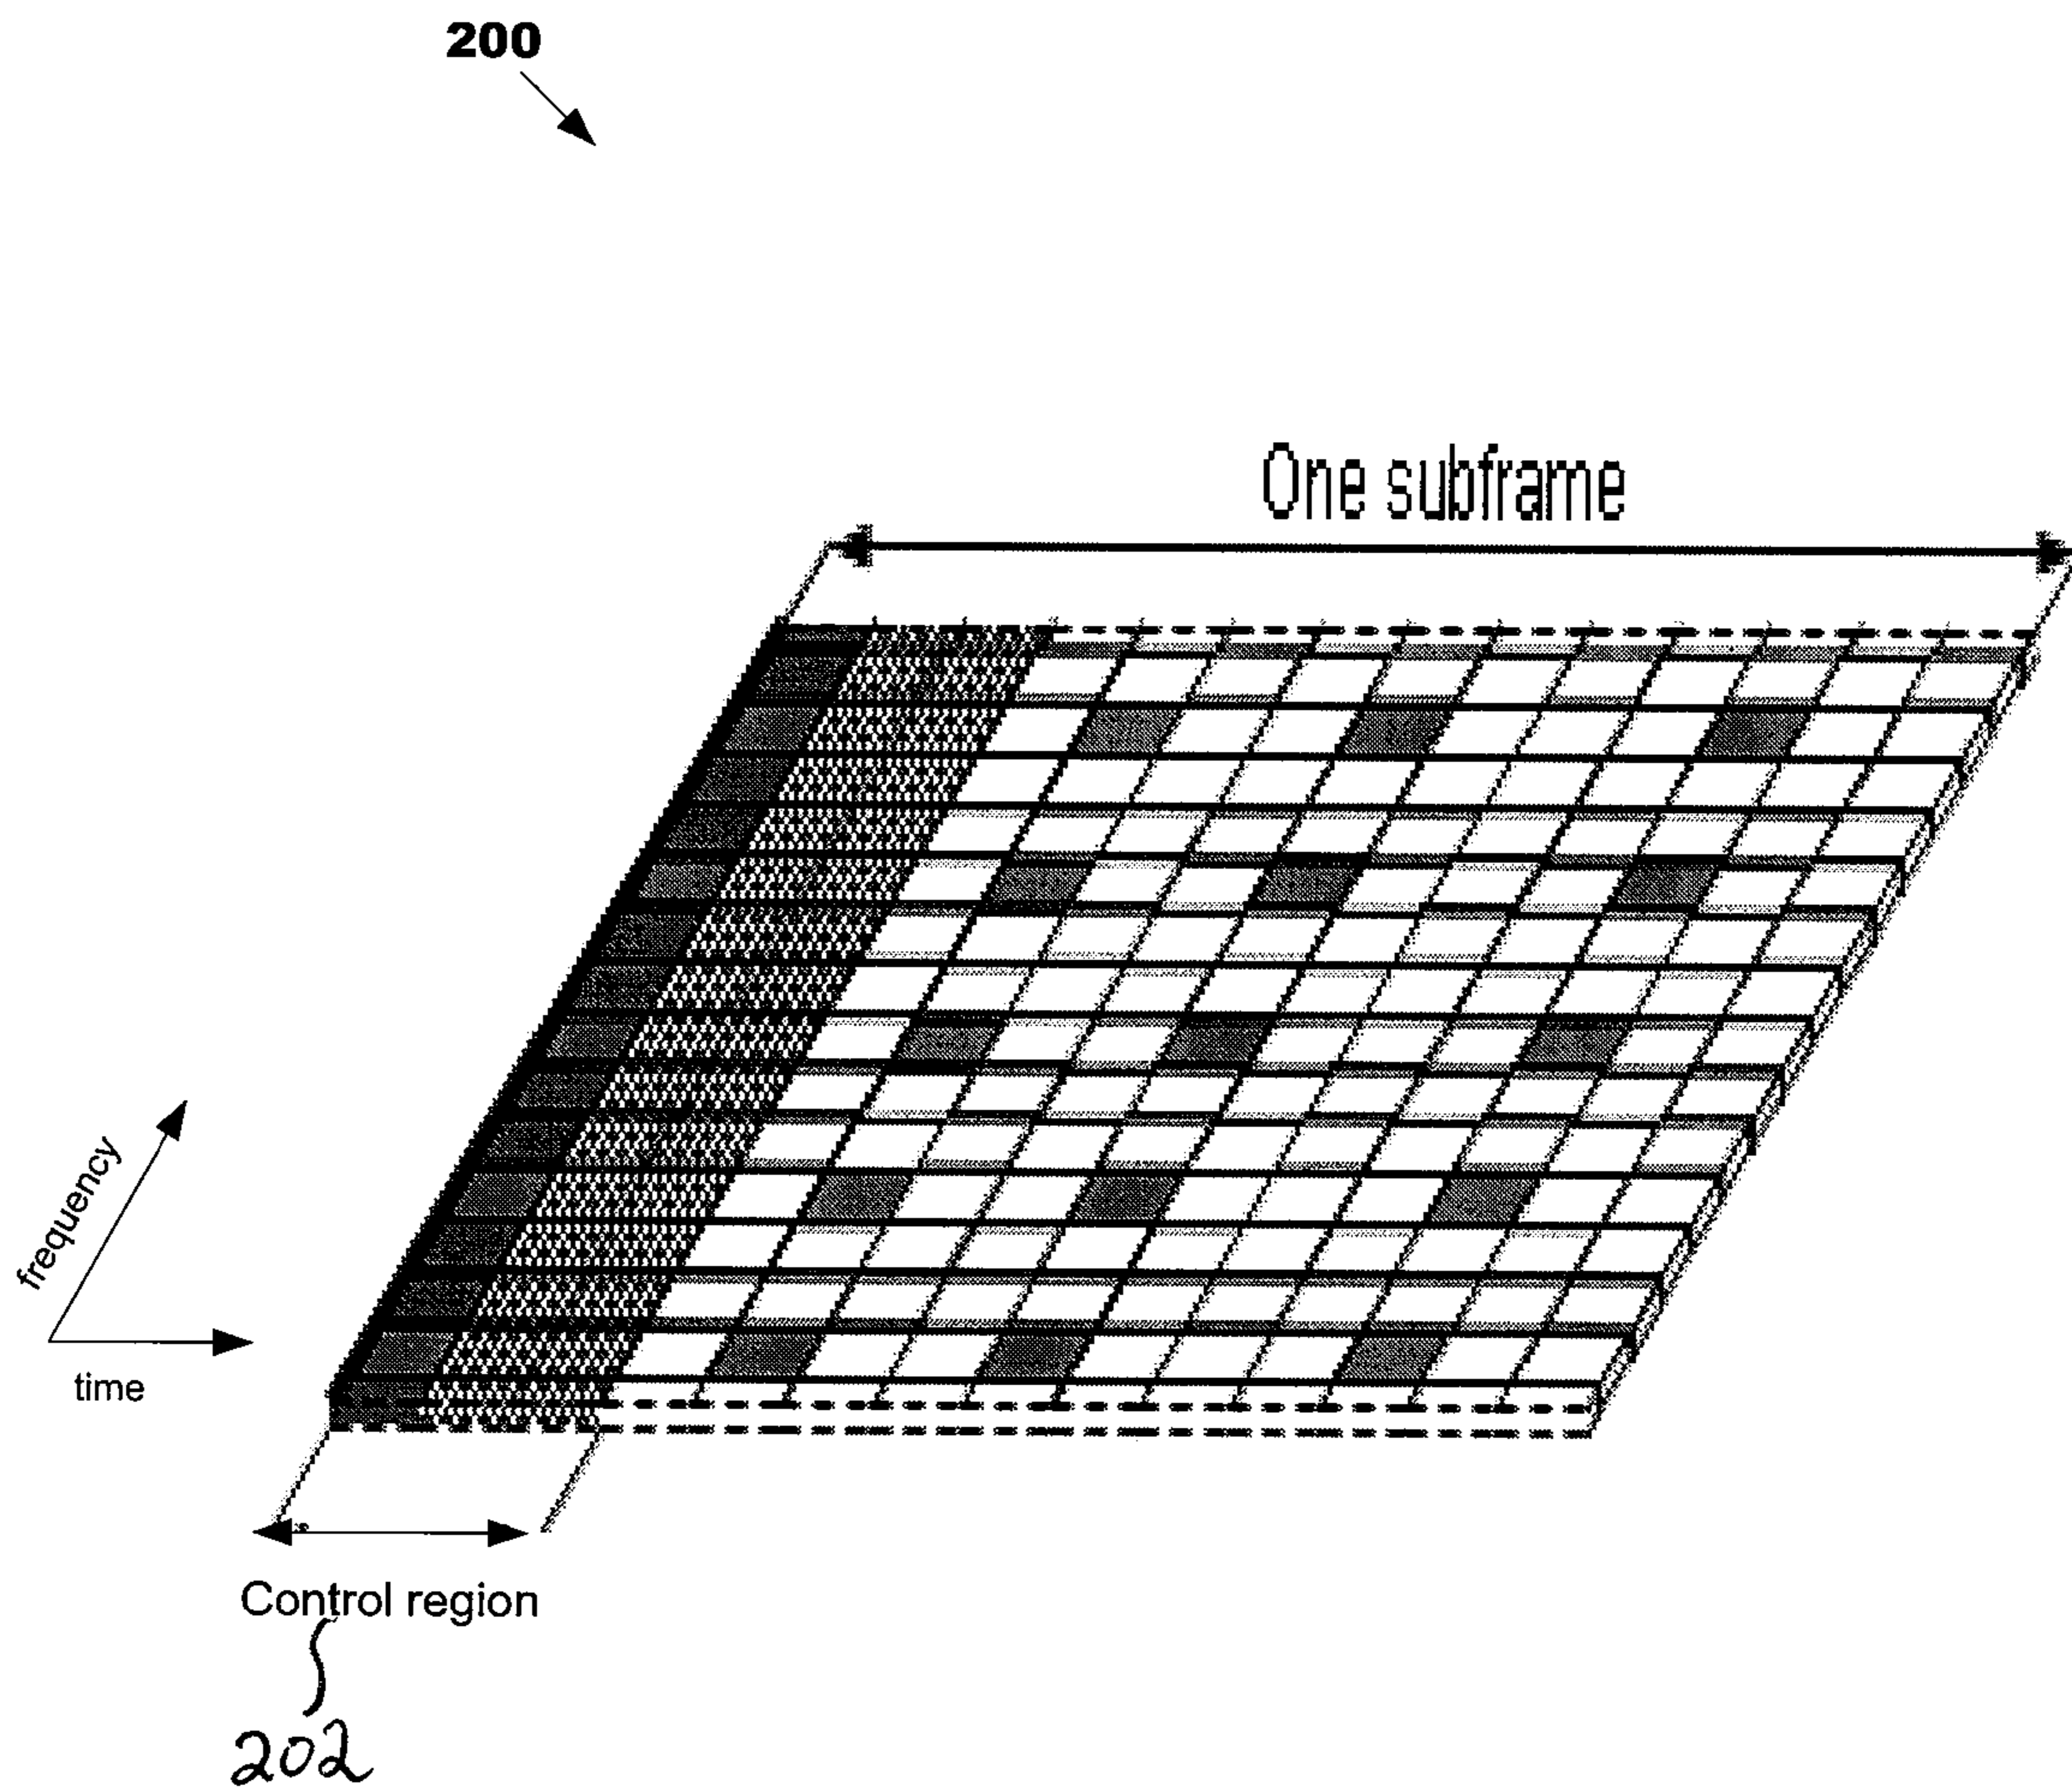 200
One subframe
frequency
time
Control region
202